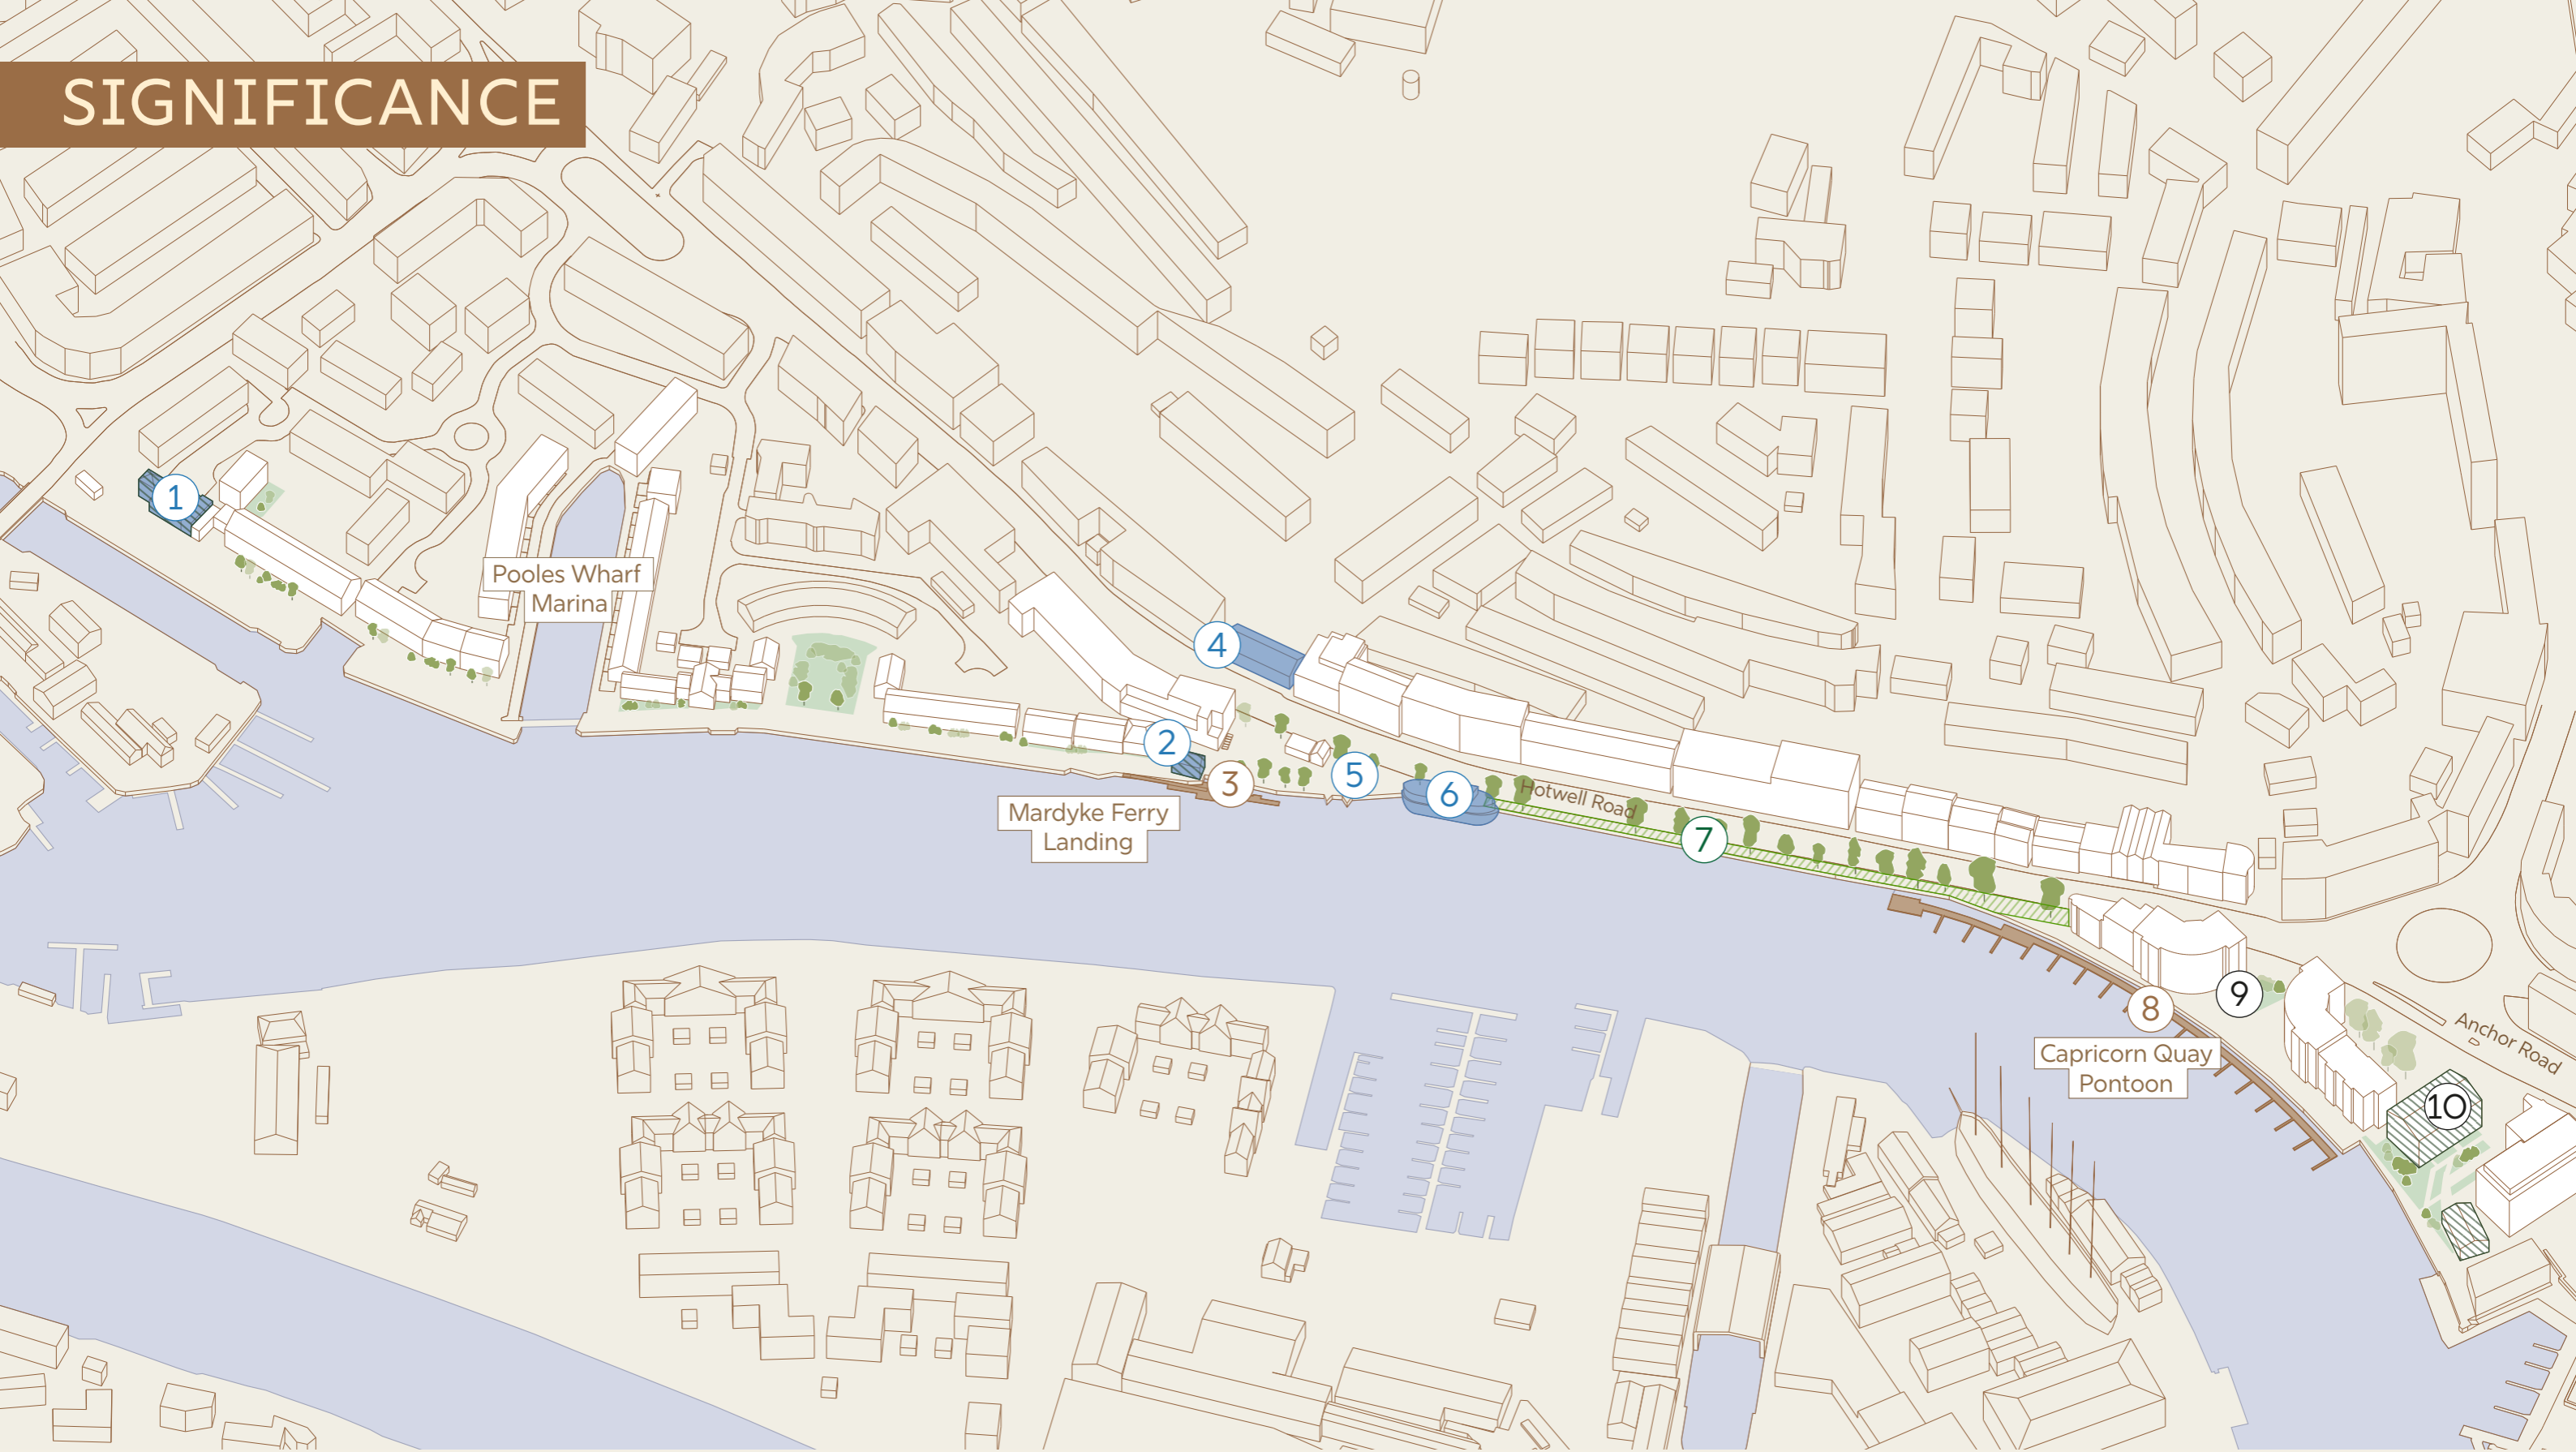 SIGNIFICANCE
1
Pooles Wharf
Marina
4
2
5
3
6
Hotwell Road
Mardyke Ferry
Landing
7
9
8
Anchor Road
Capricorn Quay
Pontoon
10